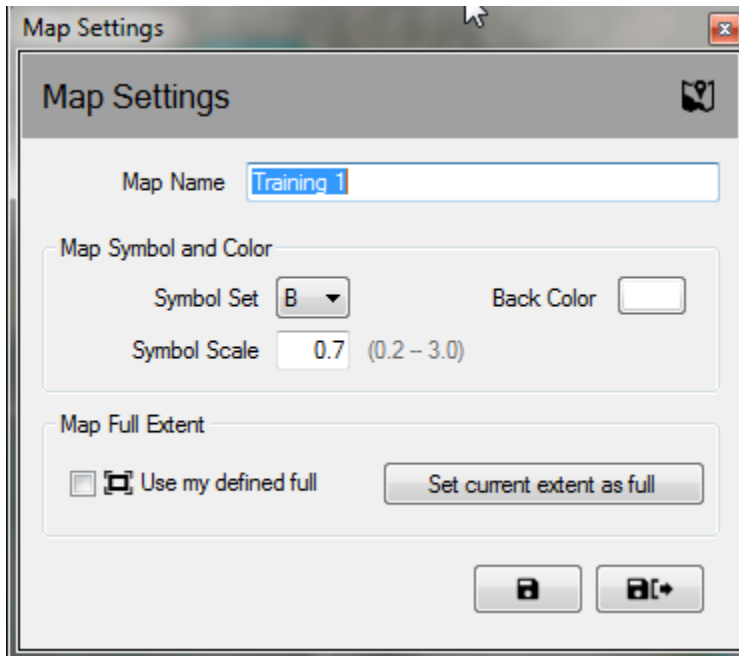 Map Settings
Map Settings
Map Name Training 1
Map Symbol and Color
Symbol Set B Back Color
Symbol Scale 0.7 (0.2 – 3.0)
Map Full Extent
Use my defined full Set current extent as full